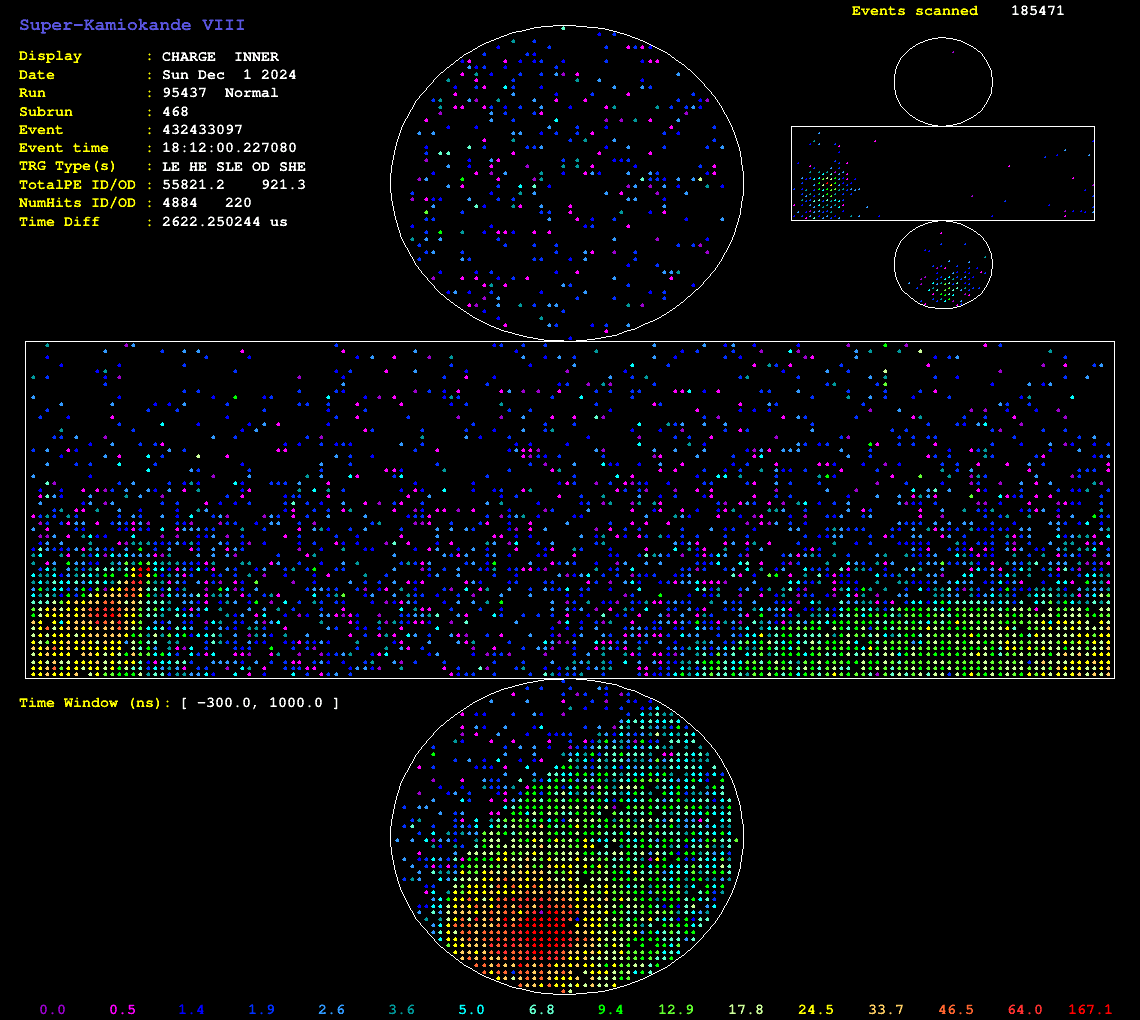 Super-Kamiokande VIII
Events scanned 185471
Display : CHARGE INNER
Date : Sun Dec 1 2024
Run : 95437 Normal
Subrun : 468
Event : 432433097
Event time : 18:12:00.227080
TRG Type(s) : LE HE SLE OD SHE
TotalPE ID/OD : 55821.2 921.3
NumHits ID/OD : 4884 220
Time Diff : 2622.250244 us
Time Window (ns): [ -300.0, 1000.0 ]
0.0 0.5 1.4 1.9 2.6 3.6 5.0 6.8 9.4 12.9 17.8 24.5 33.7 46.5 64.0 167.1